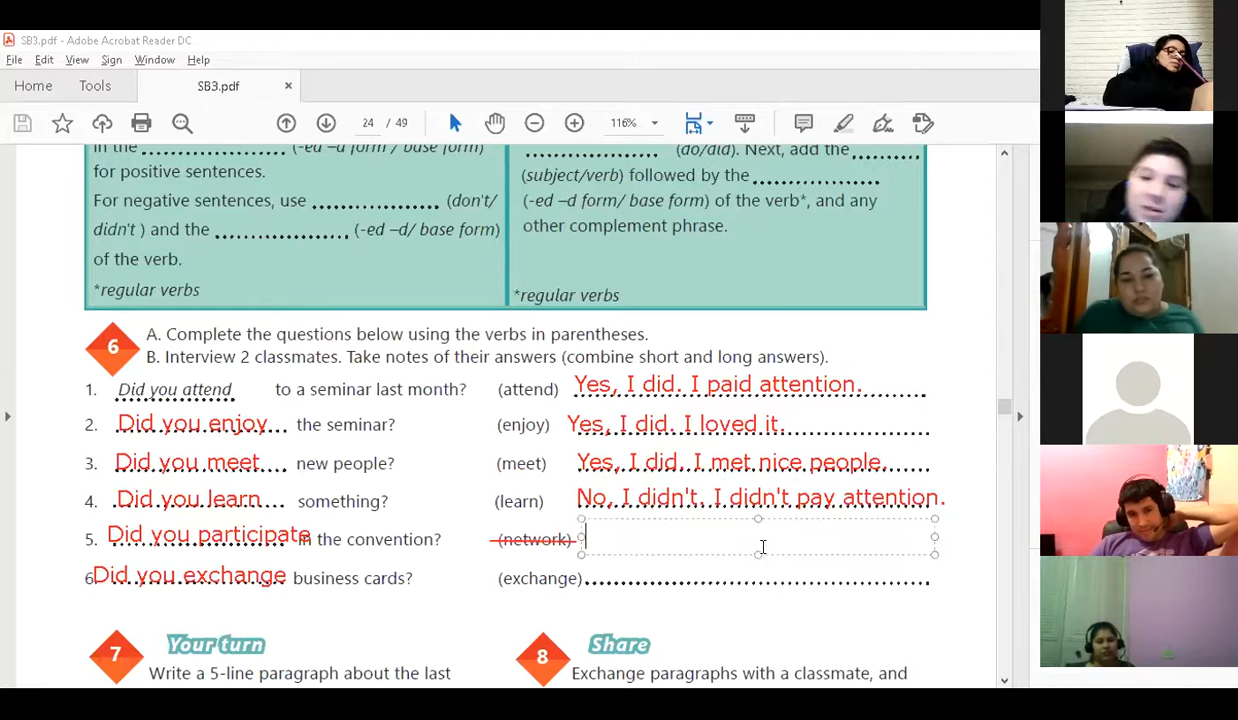 SB3.pdf - Adobe Acrobat Reader DC
File Edit View Window Sign Help
Home Tools SB3.pdf ×
24 / 49 116%
in the ...................... (-ed –d form / base form)
for positive sentences.
For negative sentences, use ................... (don't/
didn't ) and the .................... (-ed –d/ base form)
of the verb.
*regular verbs
.................... (do/did). Next, add the ..........
(subject/verb) followed by the ...................
(-ed –d form/ base form) of the verb*, and any
other complement phrase.
*regular verbs
6 A. Complete the questions below using the verbs in parentheses.
B. Interview 2 classmates. Take notes of their answers (combine short and long answers).
1. Did you attend to a seminar last month? (attend) Yes, I did. I paid attention.
2. Did you enjoy the seminar? (enjoy) Yes, I did. I loved it.
3. Did you meet new people? (meet) Yes, I did. I met nice people.
4. Did you learn something? (learn) No, I didn't. I didn't pay attention.
5. Did you participate in the convention? (network)
6. Did you exchange business cards? (exchange)
7 Your turn
Write a 5-line paragraph about the last
8 Share
Exchange paragraphs with a classmate, and